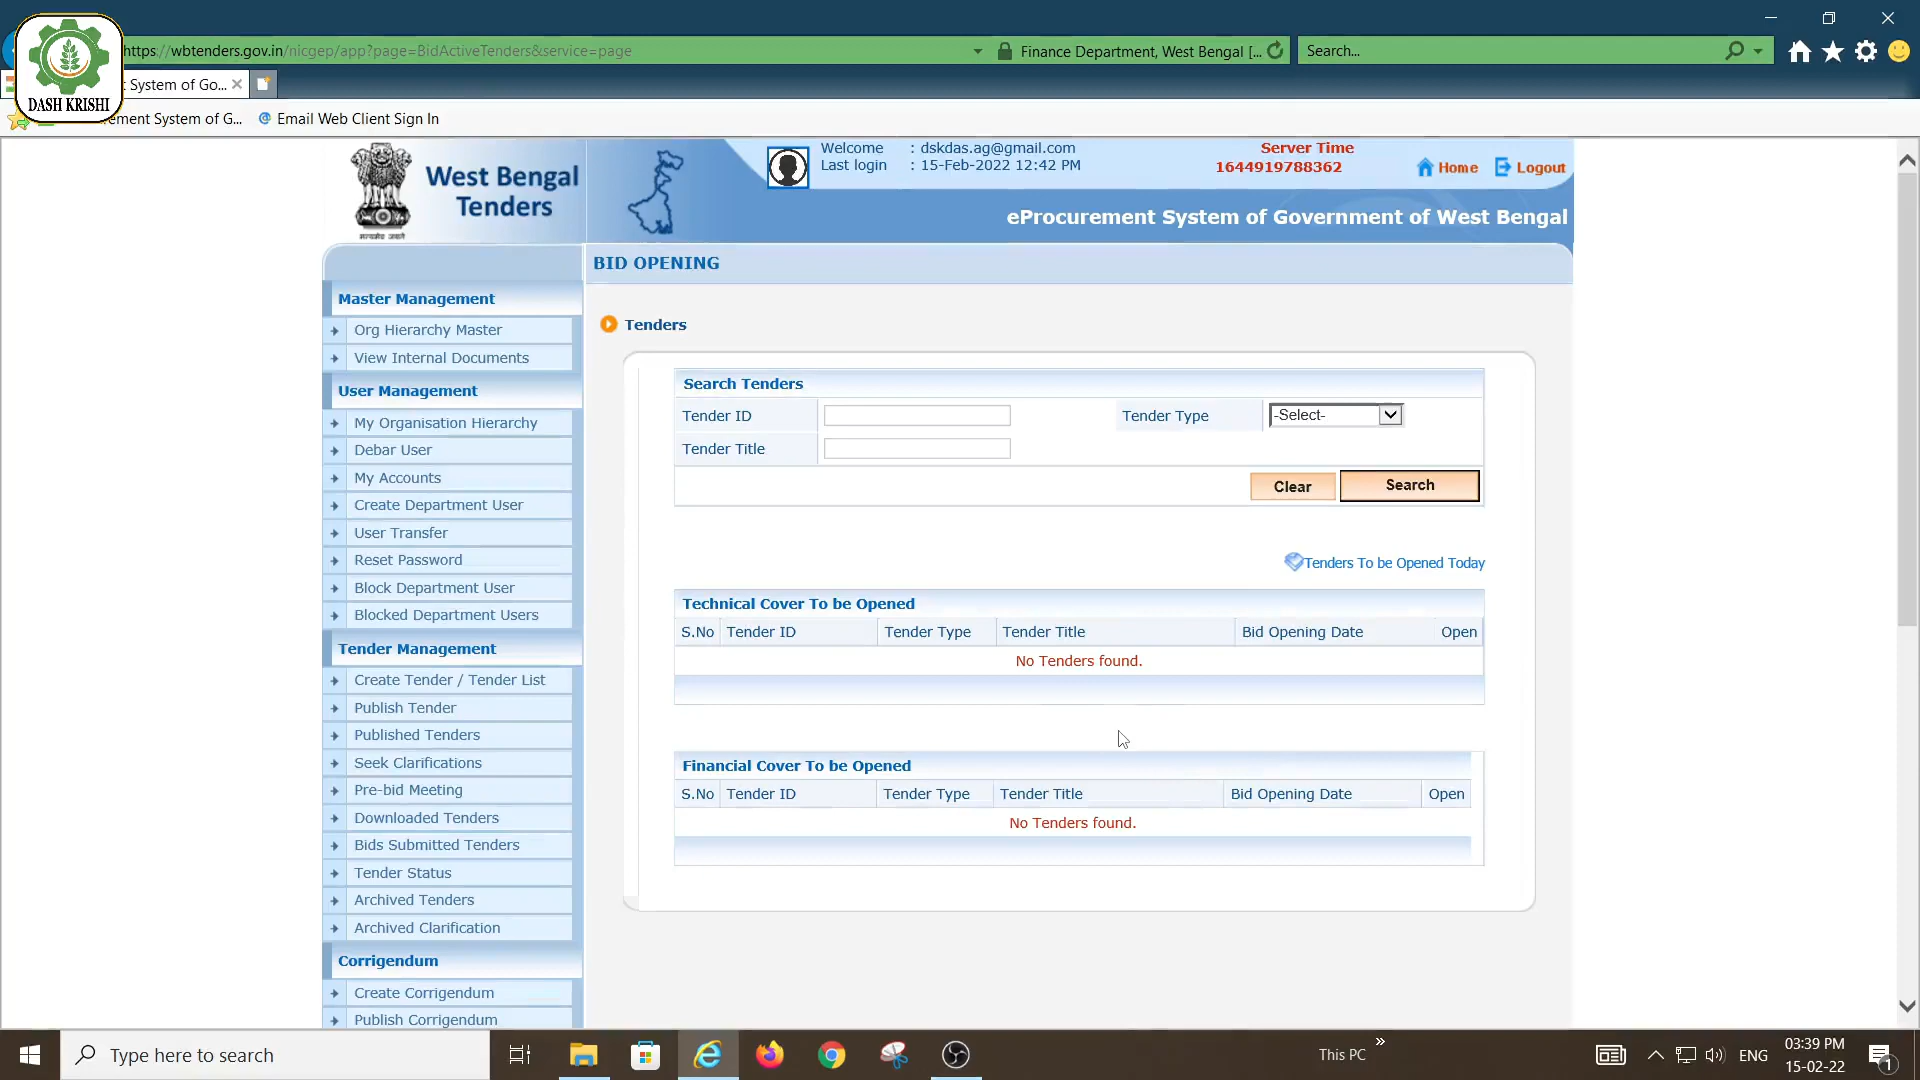 https://wbtenders.gov.in/nicgep/app?page=BidActiveTenders&service=page
Finance Department, West Bengal [...
Search...
DASH KRISHI
System of Go...
ement System of G...
Email Web Client Sign In
West Bengal
Tenders
Welcome : dskdas.ag@gmail.com
Last login : 15-Feb-2022 12:42 PM
Server Time
1644919788362
Home
Logout
eProcurement System of Government of West Bengal
BID OPENING
Master Management
Org Hierarchy Master
View Internal Documents
User Management
My Organisation Hierarchy
Debar User
My Accounts
Create Department User
User Transfer
Reset Password
Block Department User
Blocked Department Users
Tender Management
Create Tender / Tender List
Publish Tender
Published Tenders
Seek Clarifications
Pre-bid Meeting
Downloaded Tenders
Bids Submitted Tenders
Tender Status
Archived Tenders
Archived Clarification
Corrigendum
Create Corrigendum
Publish Corrigendum
Tenders
Search Tenders
Tender ID
Tender Type
-Select-
Tender Title
Clear
Search
Tenders To be Opened Today
Technical Cover To be Opened
S.No Tender ID Tender Type Tender Title Bid Opening Date Open
No Tenders found.
Financial Cover To be Opened
S.No Tender ID Tender Type Tender Title Bid Opening Date Open
No Tenders found.
Type here to search
This PC
ENG
03:39 PM
15-02-22
1